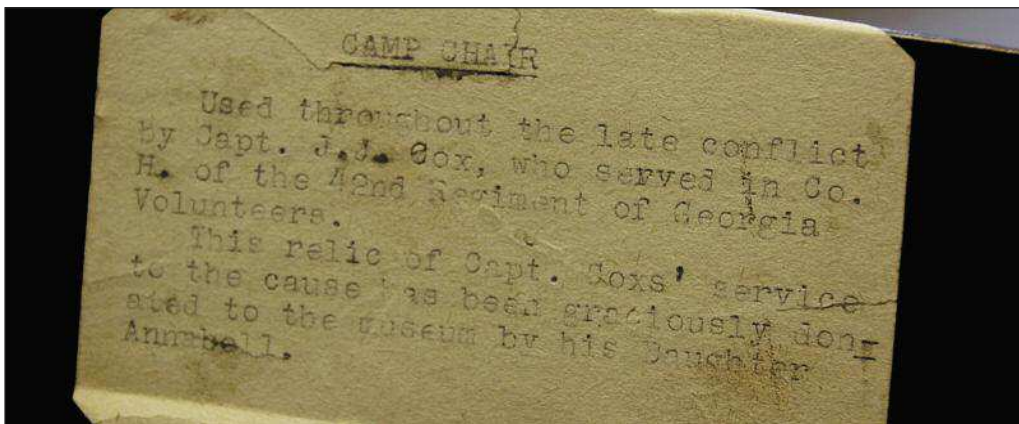 CAMP CHAIR
Used throughout the late conflict
By Capt. J.J. Cox, who served in Co.
H. of the 42nd Regiment of Georgia
Volunteers.
This relic of Capt. Coxs' service
to the cause has been graciously don-
ated to the museum by his Daughter
Annabell.